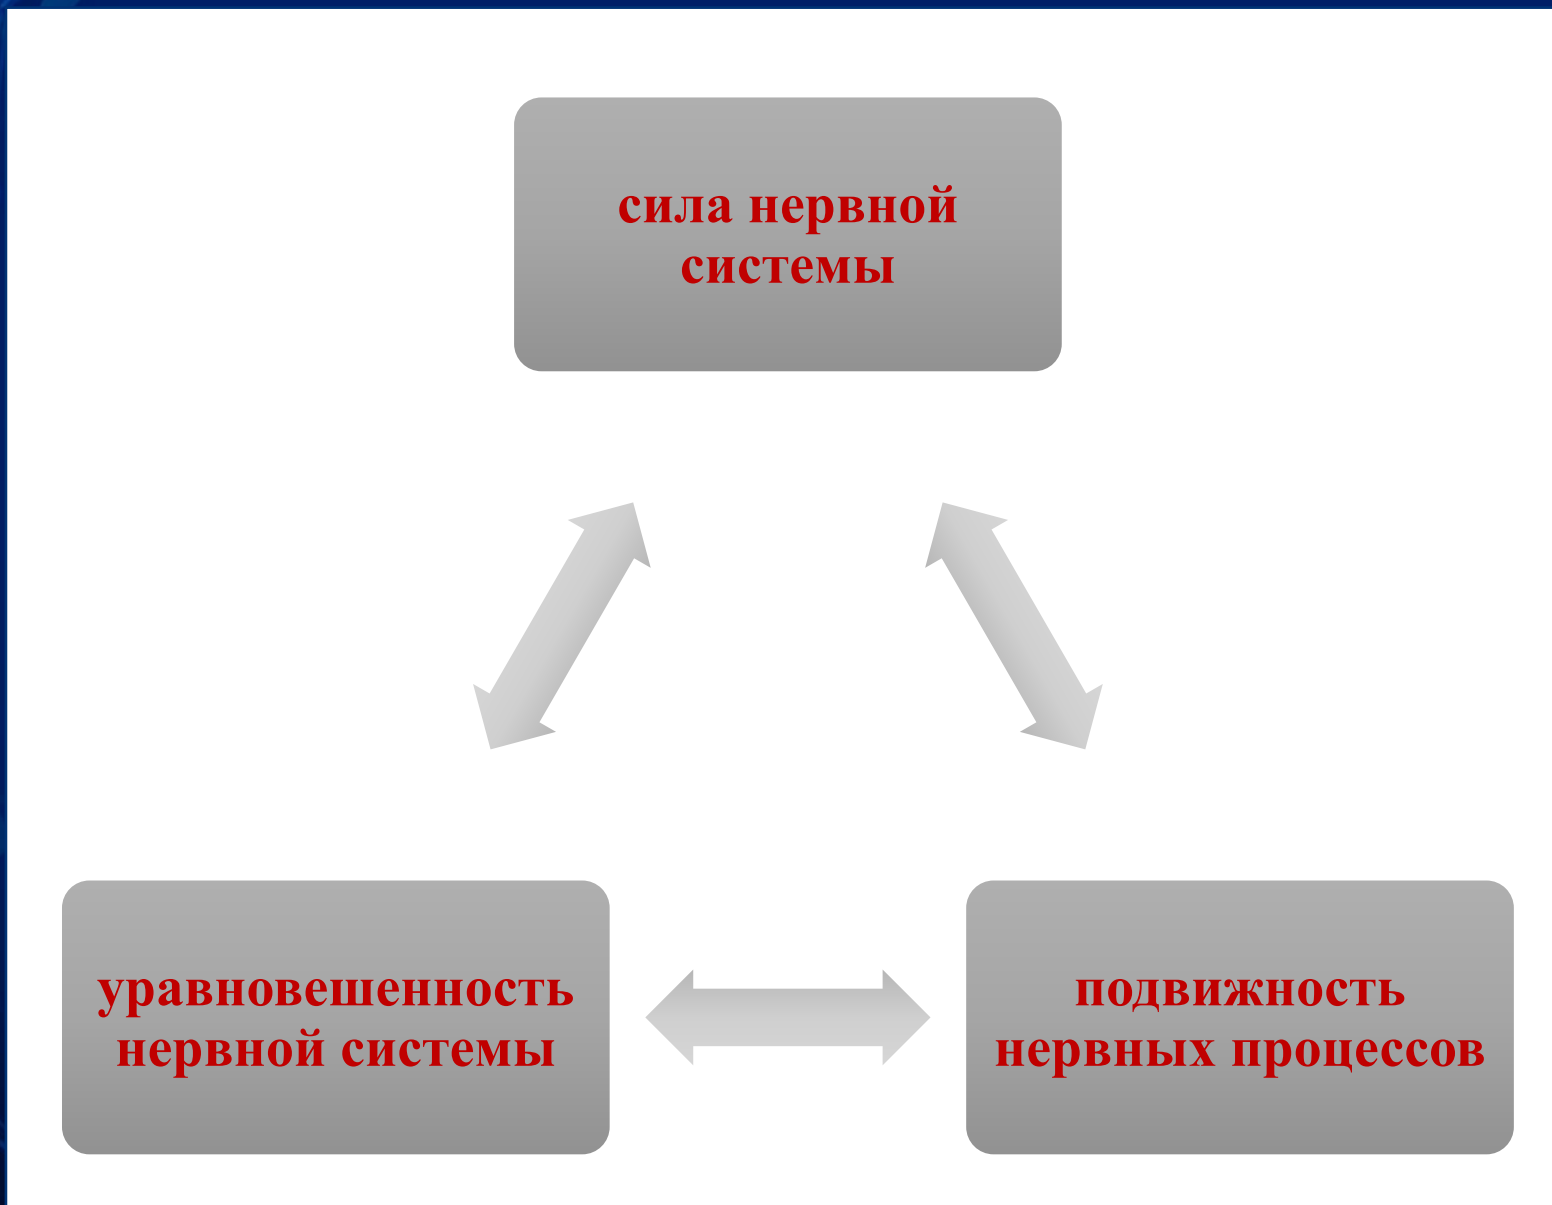 сила нервной
системы
уравновешенность
нервной системы
подвижность
нервных процессов